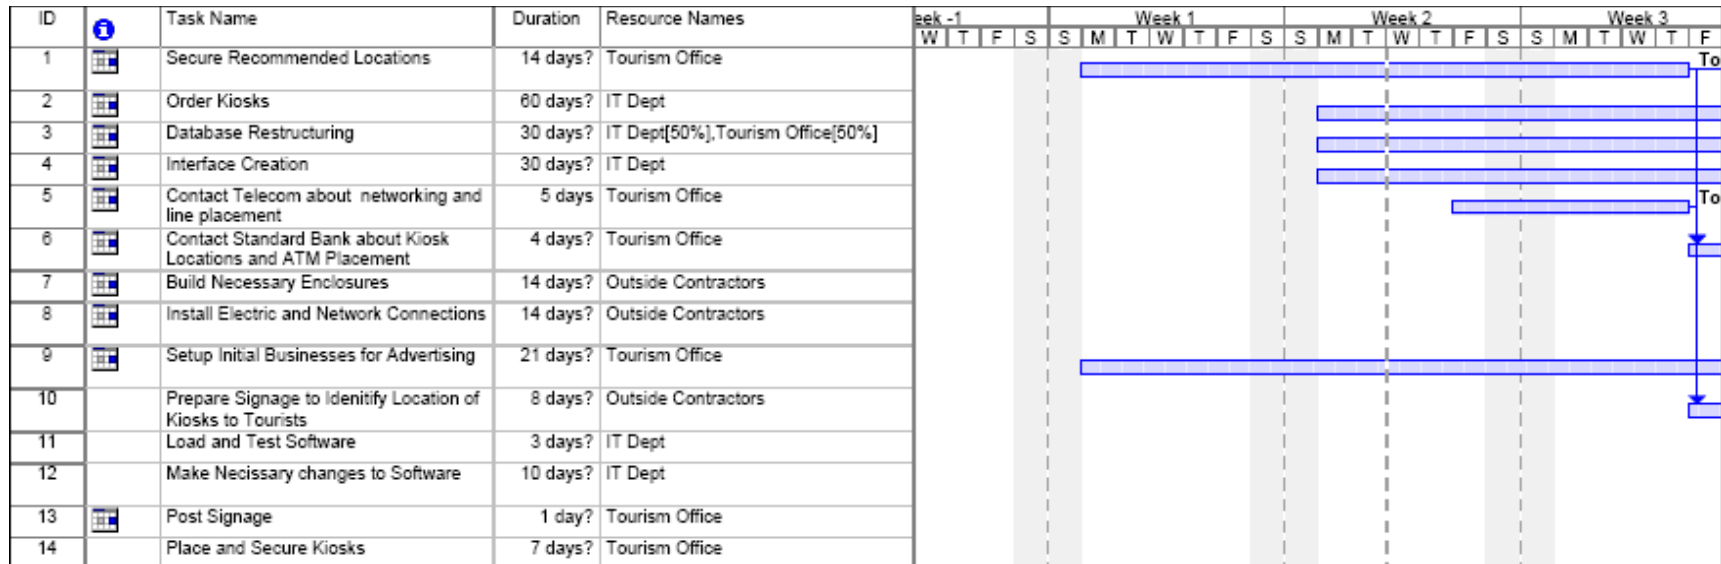 ID Task Name Duration Resource Names eek -1 Week 1 Week 2 Week 3
i W T F S S M T W T F S S M T W T F S S M T W T F
1 Secure Recommended Locations 14 days? Tourism Office To
2 Order Kiosks 60 days? IT Dept
3 Database Restructuring 30 days? IT Dept[50%],Tourism Office[50%]
4 Interface Creation 30 days? IT Dept
5 Contact Telecom about networking and 5 days Tourism Office To
line placement
6 Contact Standard Bank about Kiosk 4 days? Tourism Office
Locations and ATM Placement
7 Build Necessary Enclosures 14 days? Outside Contractors
8 Install Electric and Network Connections 14 days? Outside Contractors
9 Setup Initial Businesses for Advertising 21 days? Tourism Office
10 Prepare Signage to Idenitify Location of 8 days? Outside Contractors
Kiosks to Tourists
11 Load and Test Software 3 days? IT Dept
12 Make Necissary changes to Software 10 days? IT Dept
13 Post Signage 1 day? Tourism Office
14 Place and Secure Kiosks 7 days? Tourism Office